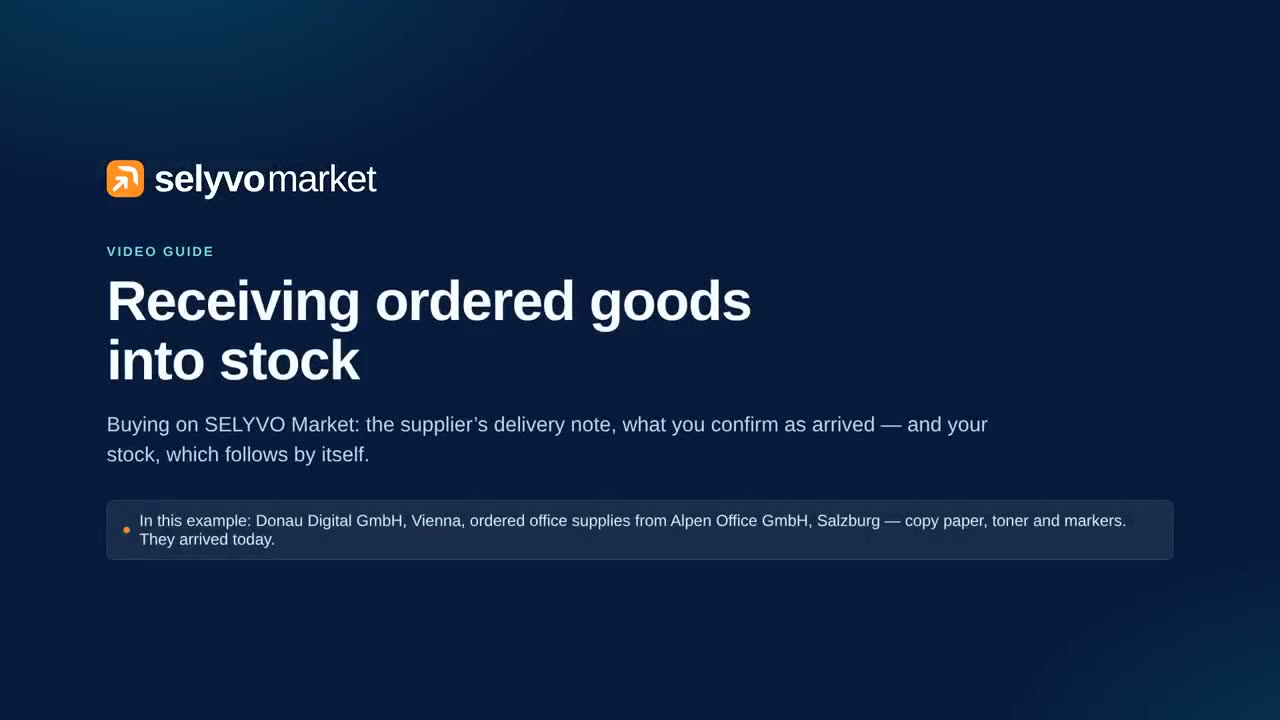 selyvomarket
VIDEO GUIDE
Receiving ordered goods
into stock
Buying on SELYVO Market: the supplier’s delivery note, what you confirm as arrived — and your
stock, which follows by itself.
In this example: Donau Digital GmbH, Vienna, ordered office supplies from Alpen Office GmbH, Salzburg — copy paper, toner and markers.
They arrived today.